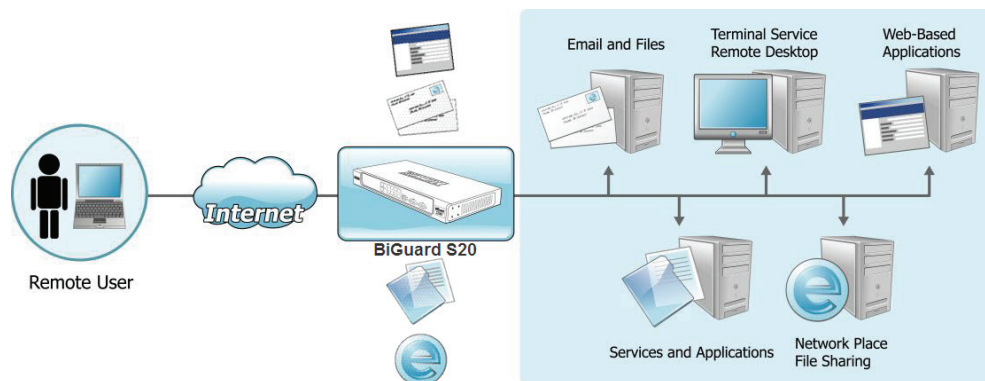 Email and Files
Terminal Service
Remote Desktop
Web-Based
Applications
Internet
BiGuard S20
Remote User
Services and Applications
Network Place
File Sharing